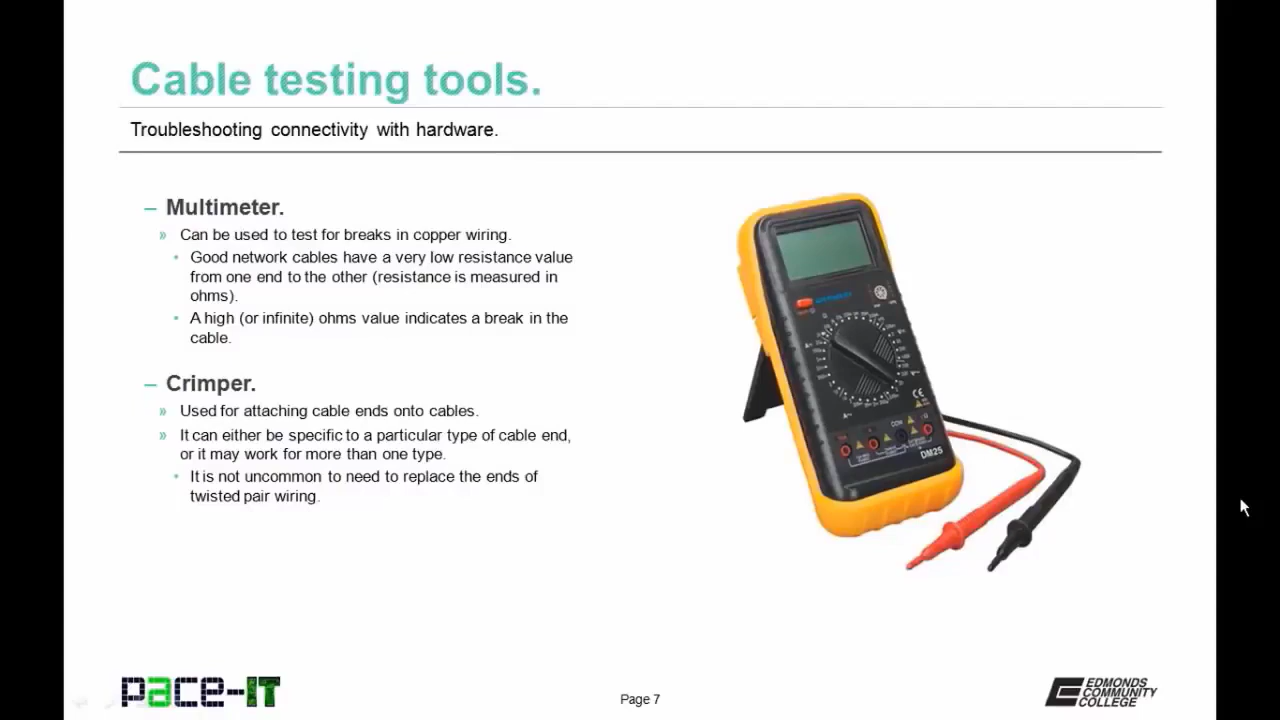 Cable testing tools.
Troubleshooting connectivity with hardware.
– Multimeter.
» Can be used to test for breaks in copper wiring.
• Good network cables have a very low resistance value
from one end to the other (resistance is measured in
ohms).
• A high (or infinite) ohms value indicates a break in the
cable.
– Crimper.
» Used for attaching cable ends onto cables.
» It can either be specific to a particular type of cable end,
or it may work for more than one type.
• It is not uncommon to need to replace the ends of
twisted pair wiring.
CE
COM
DM25
pace-IT
Page 7
EDMONDS
COMMUNITY
COLLEGE